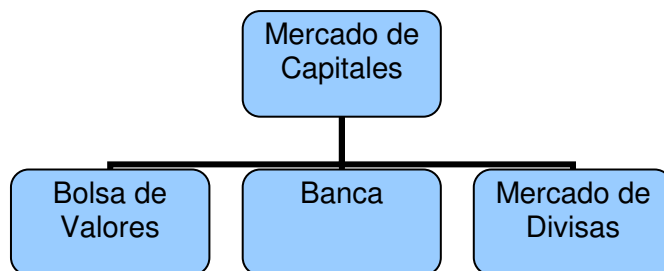 Mercado de
Capitales
Bolsa de
Valores
Banca
Mercado de
Divisas